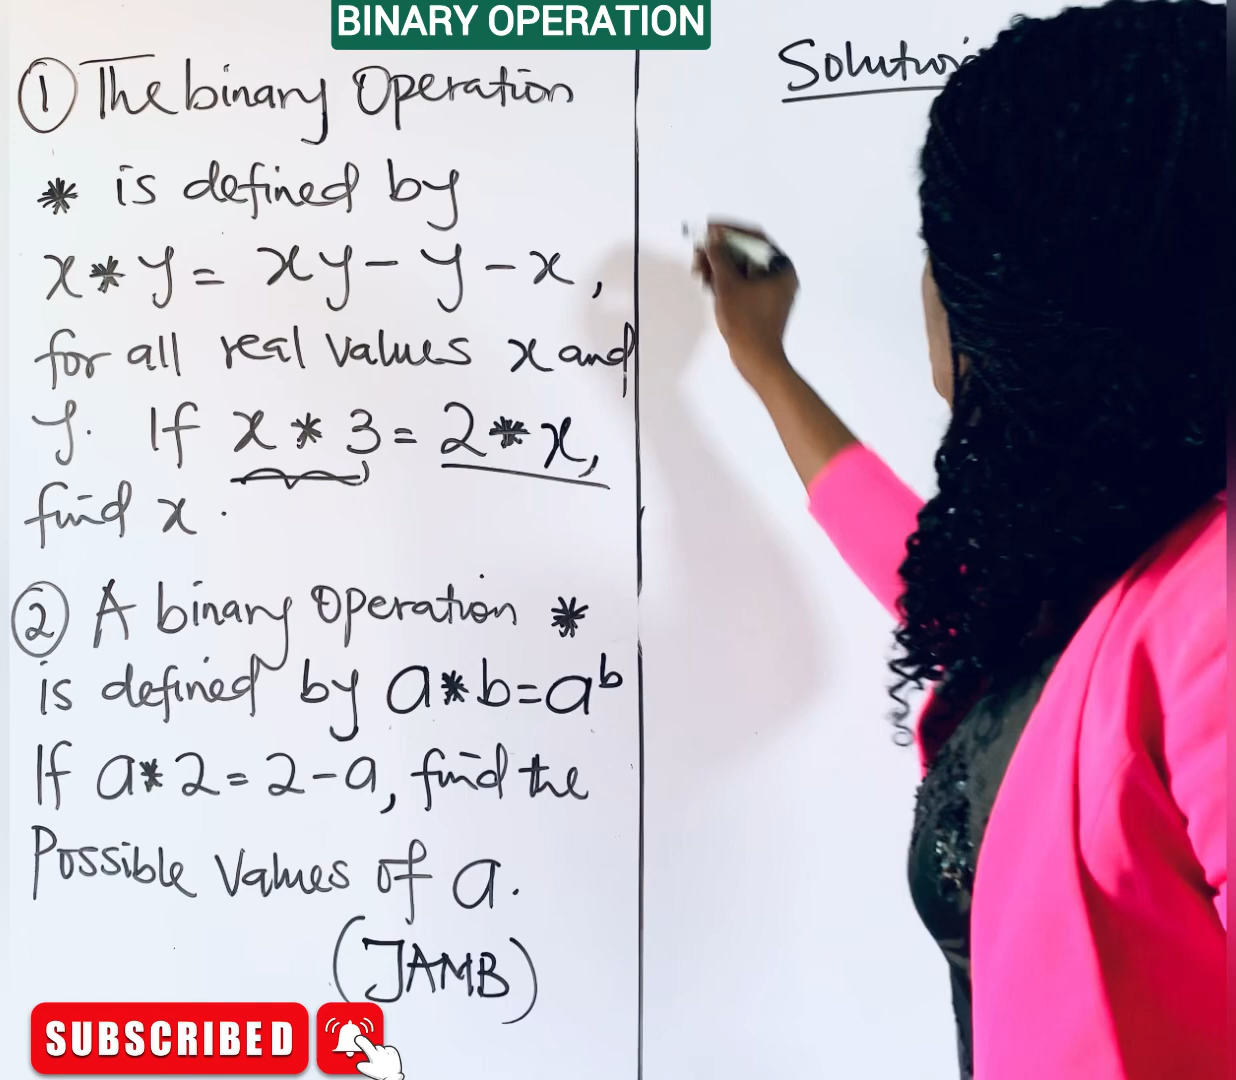 BINARY OPERATION
① The binary Operation
* is defined by
x * y = xy - y - x,
for all real values x and
y. If x * 3 = 2 * x,
find x.
② A binary Operation *
is defined by a * b = a^b
If a * 2 = 2 - a, find the
Possible Values of a.
(JAMB)
Solution
SUBSCRIBED